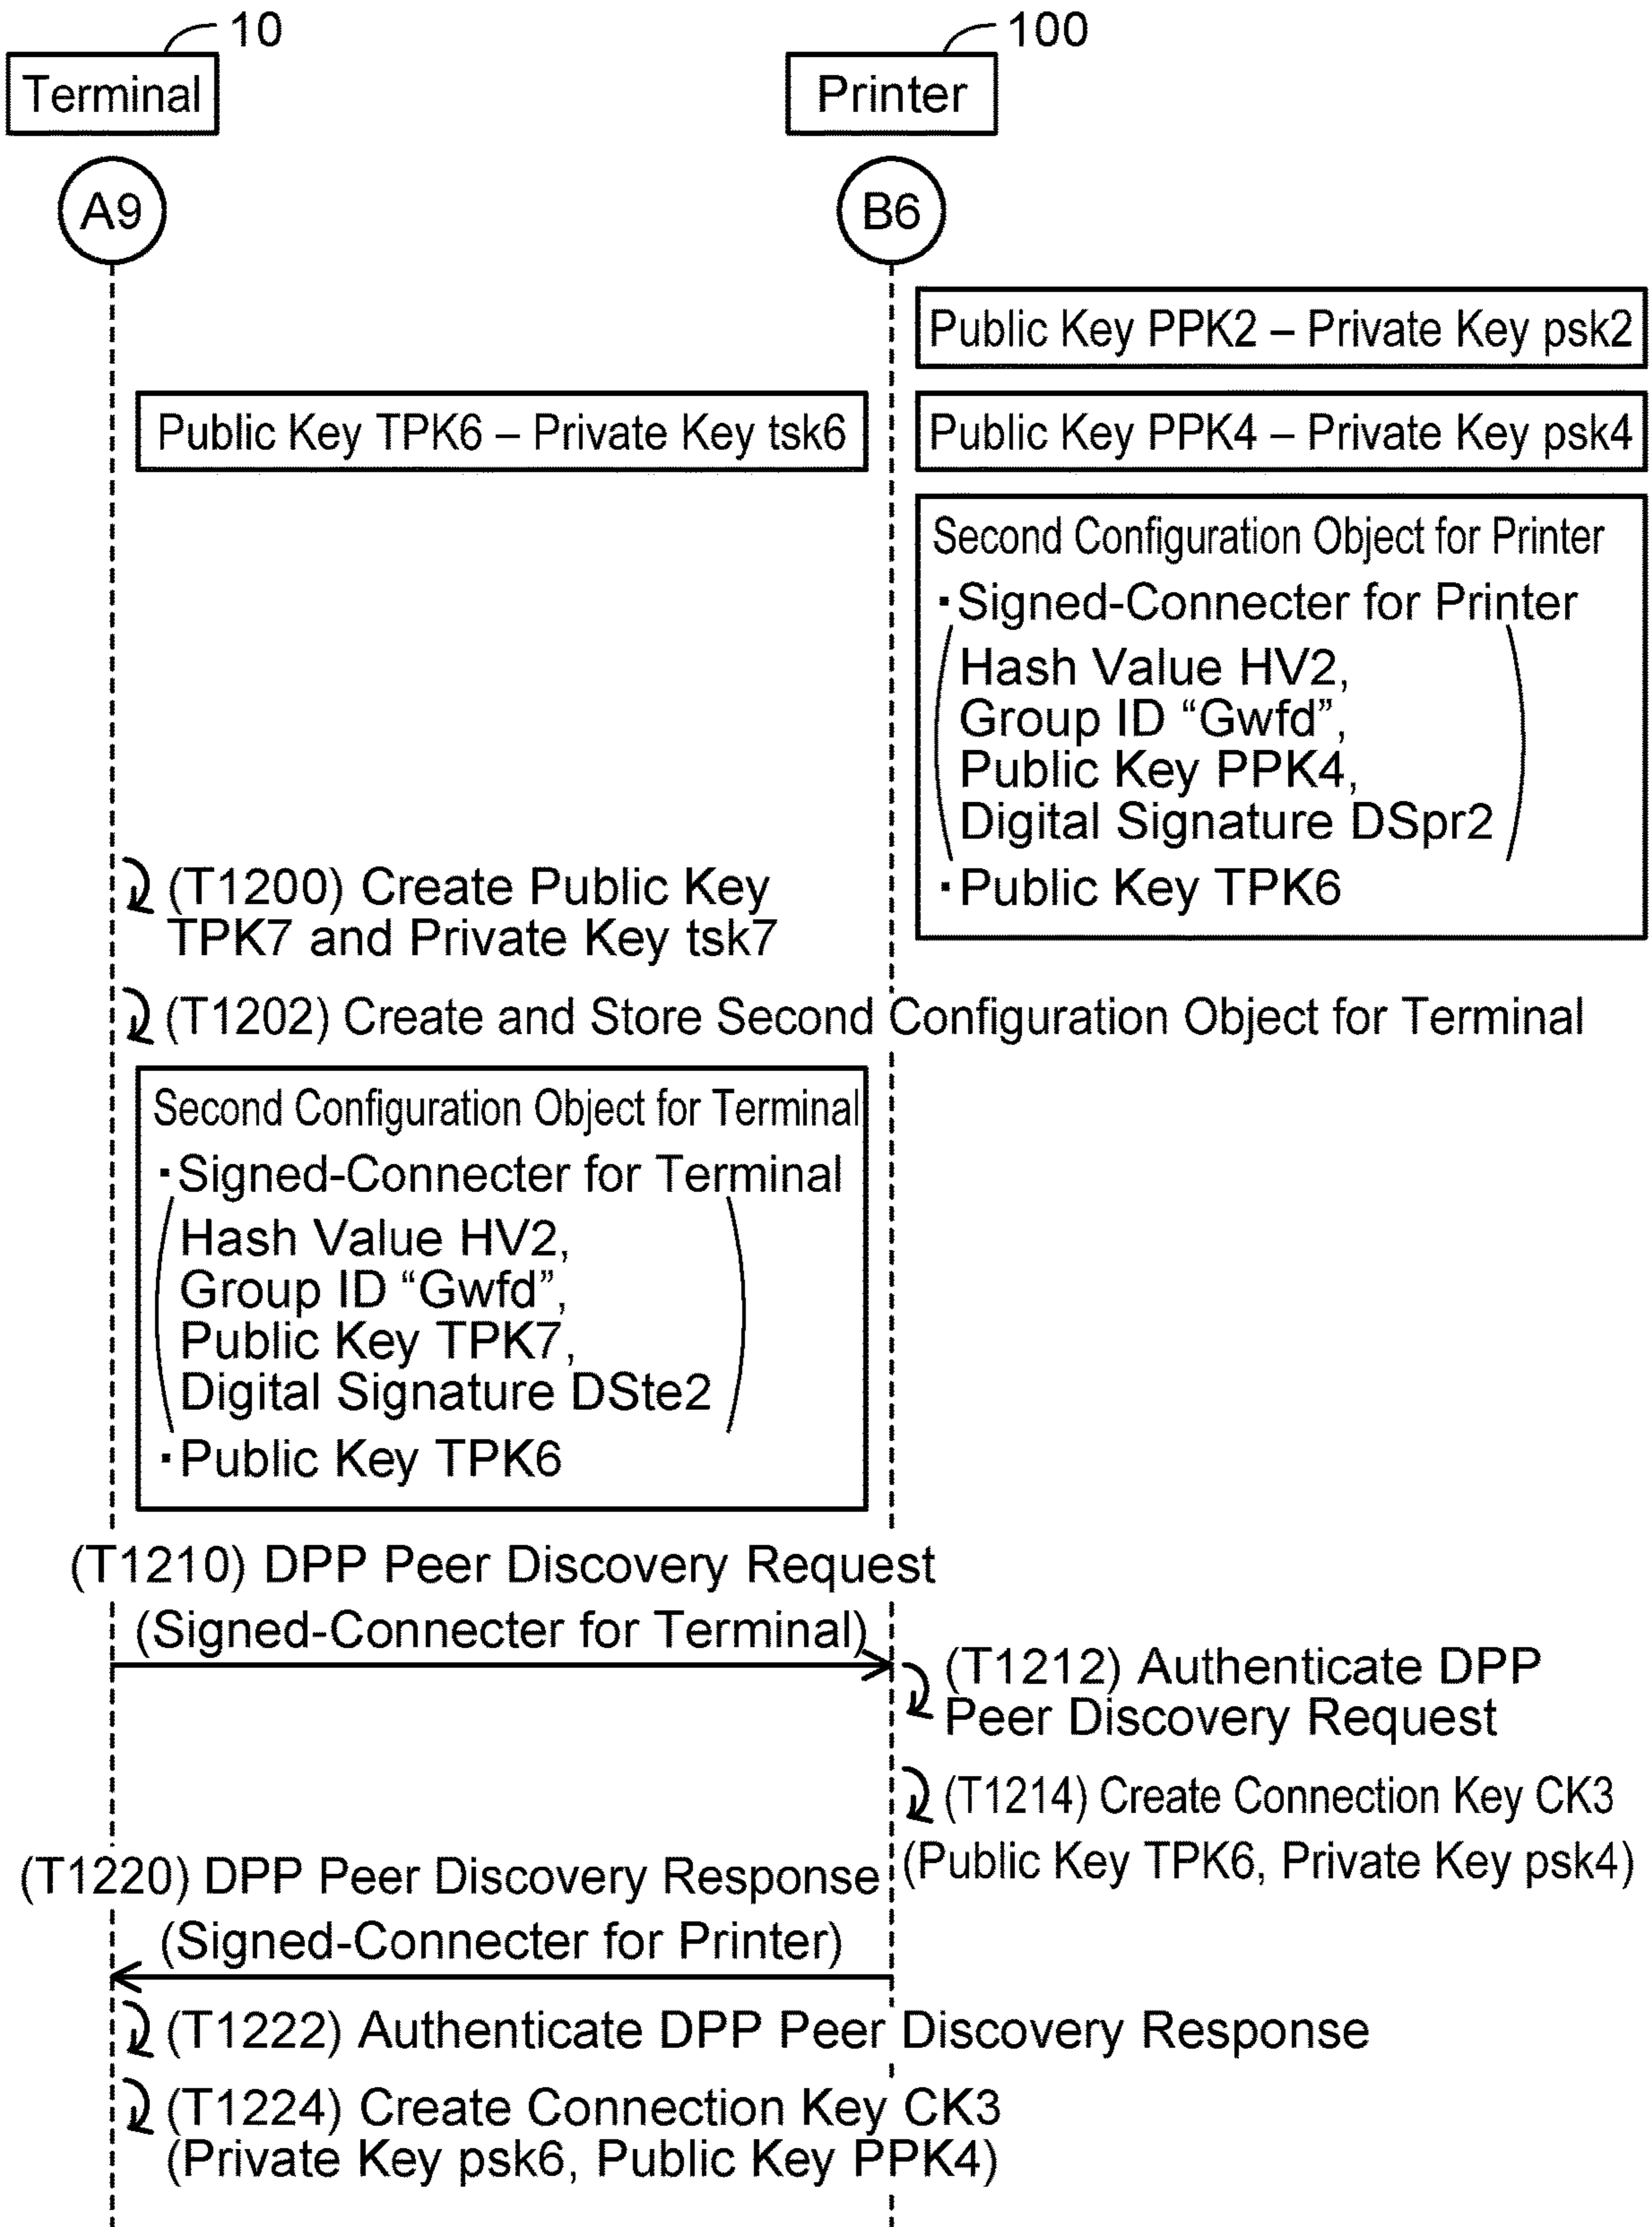 10
100
Terminal
Printer
A9
B6
Public Key PPK2 – Private Key psk2
Public Key TPK6 – Private Key tsk6
Public Key PPK4 – Private Key psk4
Second Configuration Object for Printer
・Signed-Connecter for Printer
Hash Value HV2,
Group ID “Gwfd”,
Public Key PPK4,
Digital Signature DSpr2
・Public Key TPK6
(T1200) Create Public Key
TPK7 and Private Key tsk7
(T1202) Create and Store Second Configuration Object for Terminal
Second Configuration Object for Terminal
・Signed-Connecter for Terminal
Hash Value HV2,
Group ID “Gwfd”,
Public Key TPK7,
Digital Signature DSte2
・Public Key TPK6
(T1210) DPP Peer Discovery Request
(Signed-Connecter for Terminal)
(T1212) Authenticate DPP
Peer Discovery Request
(T1214) Create Connection Key CK3
(Public Key TPK6, Private Key psk4)
(T1220) DPP Peer Discovery Response
(Signed-Connecter for Printer)
(T1222) Authenticate DPP Peer Discovery Response
(T1224) Create Connection Key CK3
(Private Key psk6, Public Key PPK4)